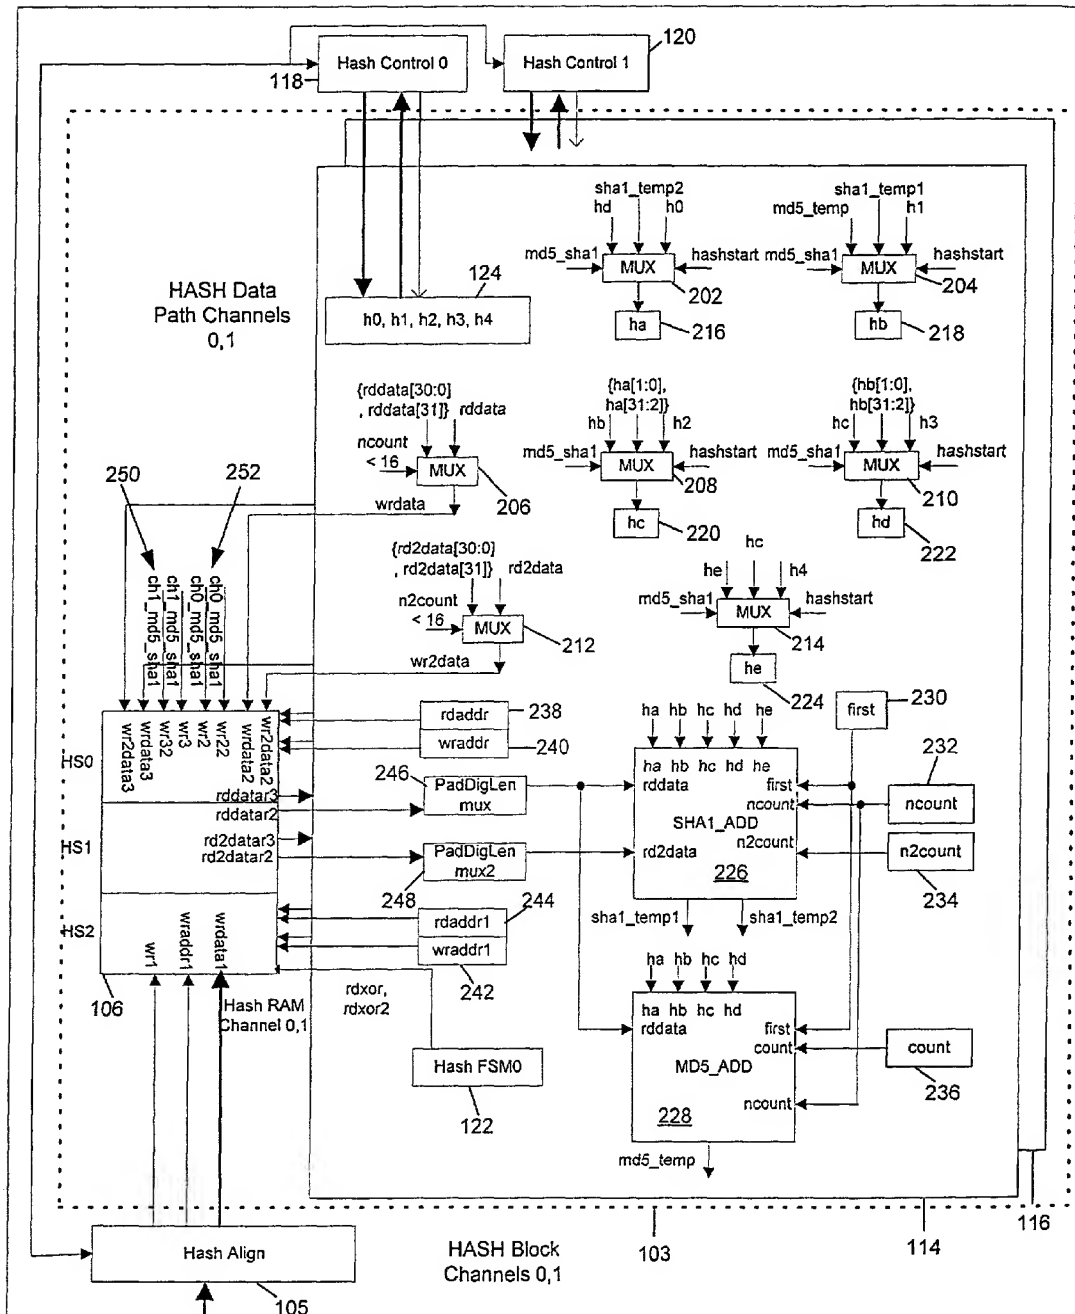 Hash Control 0
118
Hash Control 1
120
HASH Data
Path Channels
0,1
124
h0, h1, h2, h3, h4
sha1_temp2
hd
h0
md5_sha1
MUX
hashstart
202
ha
216
sha1_temp1
md5_temp
h1
md5_sha1
MUX
hashstart
204
hb
218
{rddata[30:0]
, rddata[31]}
rddata
ncount
< 16
MUX
206
wrdata
{ha[1:0],
ha[31:2]}
hb
h2
md5_sha1
MUX
hashstart
208
hc
220
{hb[1:0],
hb[31:2]}
hc
h3
md5_sha1
MUX
hashstart
210
hd
222
250
252
ch1_md5_sha1
ch1_md5_sha1
ch0_md5_sha1
ch0_md5_sha1
{rd2data[30:0]
, rd2data[31]}
rd2data
n2count
< 16
MUX
212
wr2data
hc
he
h4
md5_sha1
MUX
hashstart
214
he
224
HS0
wr2data3
wrdata3
wr32
wr3
wr2
wr22
wrdata2
wr2data2
rddatar3
rddatar2
HS1
rd2datar3
rd2datar2
HS2
wr1
wraddr1
wrdata1
106
Hash RAM
Channel 0,1
rdaddr
238
wraddr
240
246
PadDigLen
mux
PadDigLen
mux2
248
244
rdaddr1
wraddr1
242
rdxor,
rdxor2
Hash FSM0
122
first
230
ha hb hc hd he
ha hb hc hd he
rddata
first
ncount
SHA1_ADD
n2count
rd2data
226
sha1_temp1
sha1_temp2
232
ncount
n2count
234
ha hb hc hd
ha hb hc hd
rddata
first
count
MD5_ADD
ncount
228
md5_temp
count
236
Hash Align
105
HASH Block
Channels 0,1
103
114
116